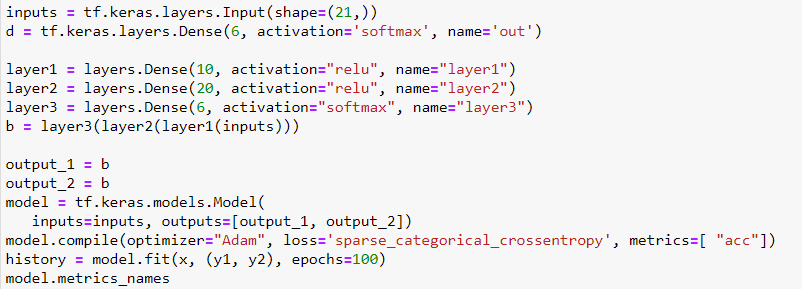 inputs = tf.keras.layers.Input(shape=(21,))
d = tf.keras.layers.Dense(6, activation='softmax', name='out')
layer1 = layers.Dense(10, activation="relu", name="layer1")
layer2 = layers.Dense(20, activation="relu", name="layer2")
layer3 = layers.Dense(6, activation="softmax", name="layer3")
b = layer3(layer2(layer1(inputs)))
output_1 = b
output_2 = b
model = tf.keras.models.Model(
inputs=inputs, outputs=[output_1, output_2])
model.compile(optimizer="Adam", loss='sparse_categorical_crossentropy', metrics=[ "acc"])
history = model.fit(x, (y1, y2), epochs=100)
model.metrics_names